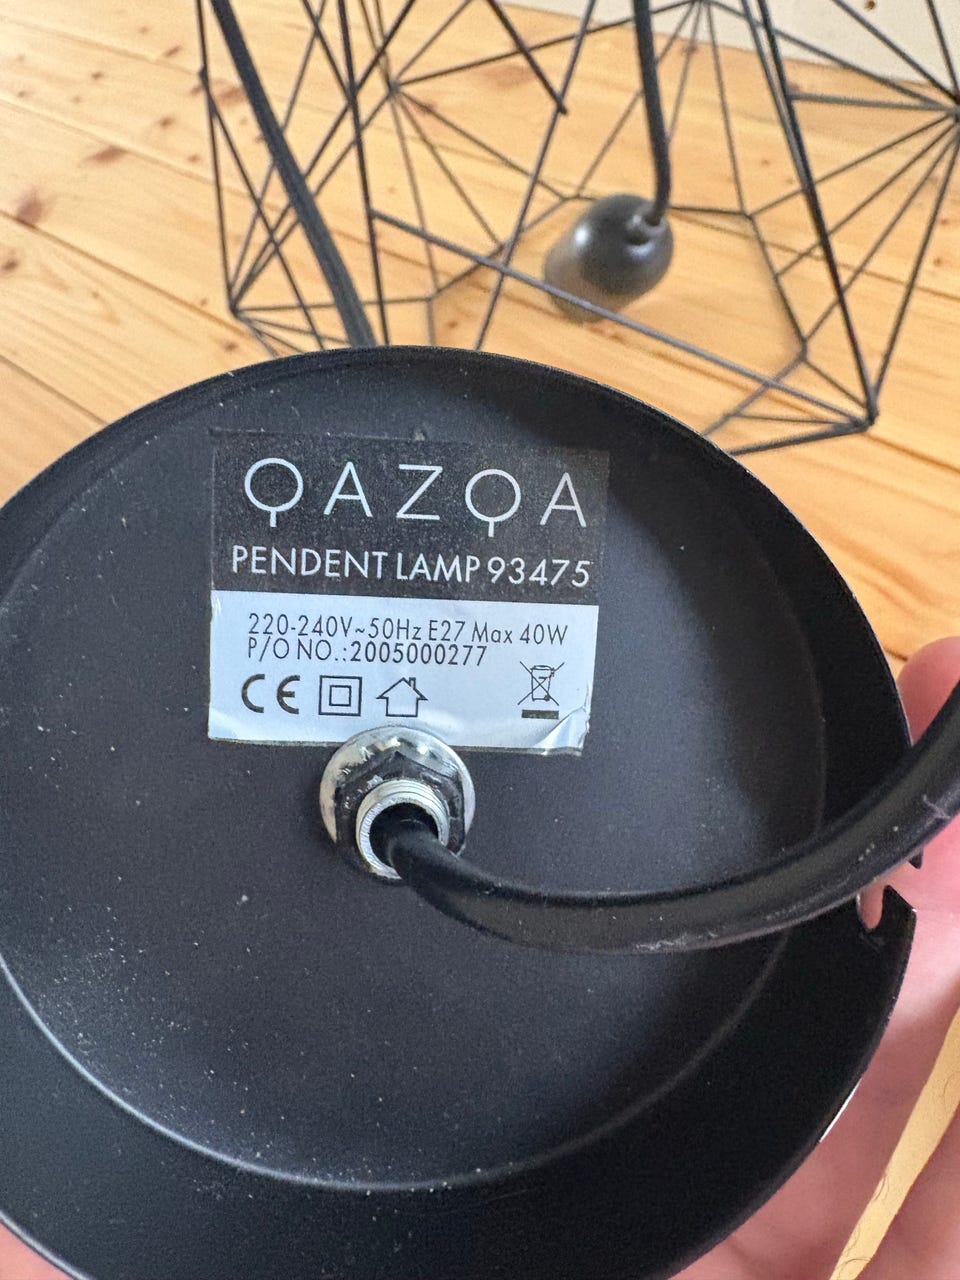 QAZQA
PENDENT LAMP 93475
220-240V~50Hz E27 Max 40W
P/O NO.:2005000277
CE